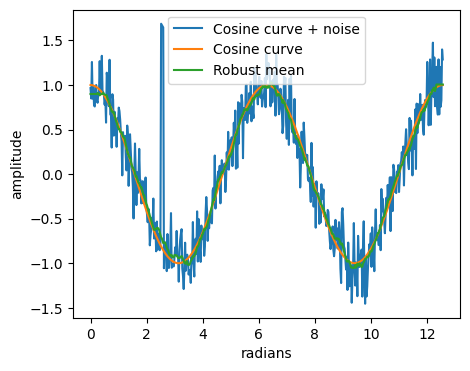 Cosine curve + noise
Cosine curve
Robust mean
amplitude
1.5
1.0
0.5
0.0
−0.5
−1.0
−1.5
0 2 4 6 8 10 12
radians